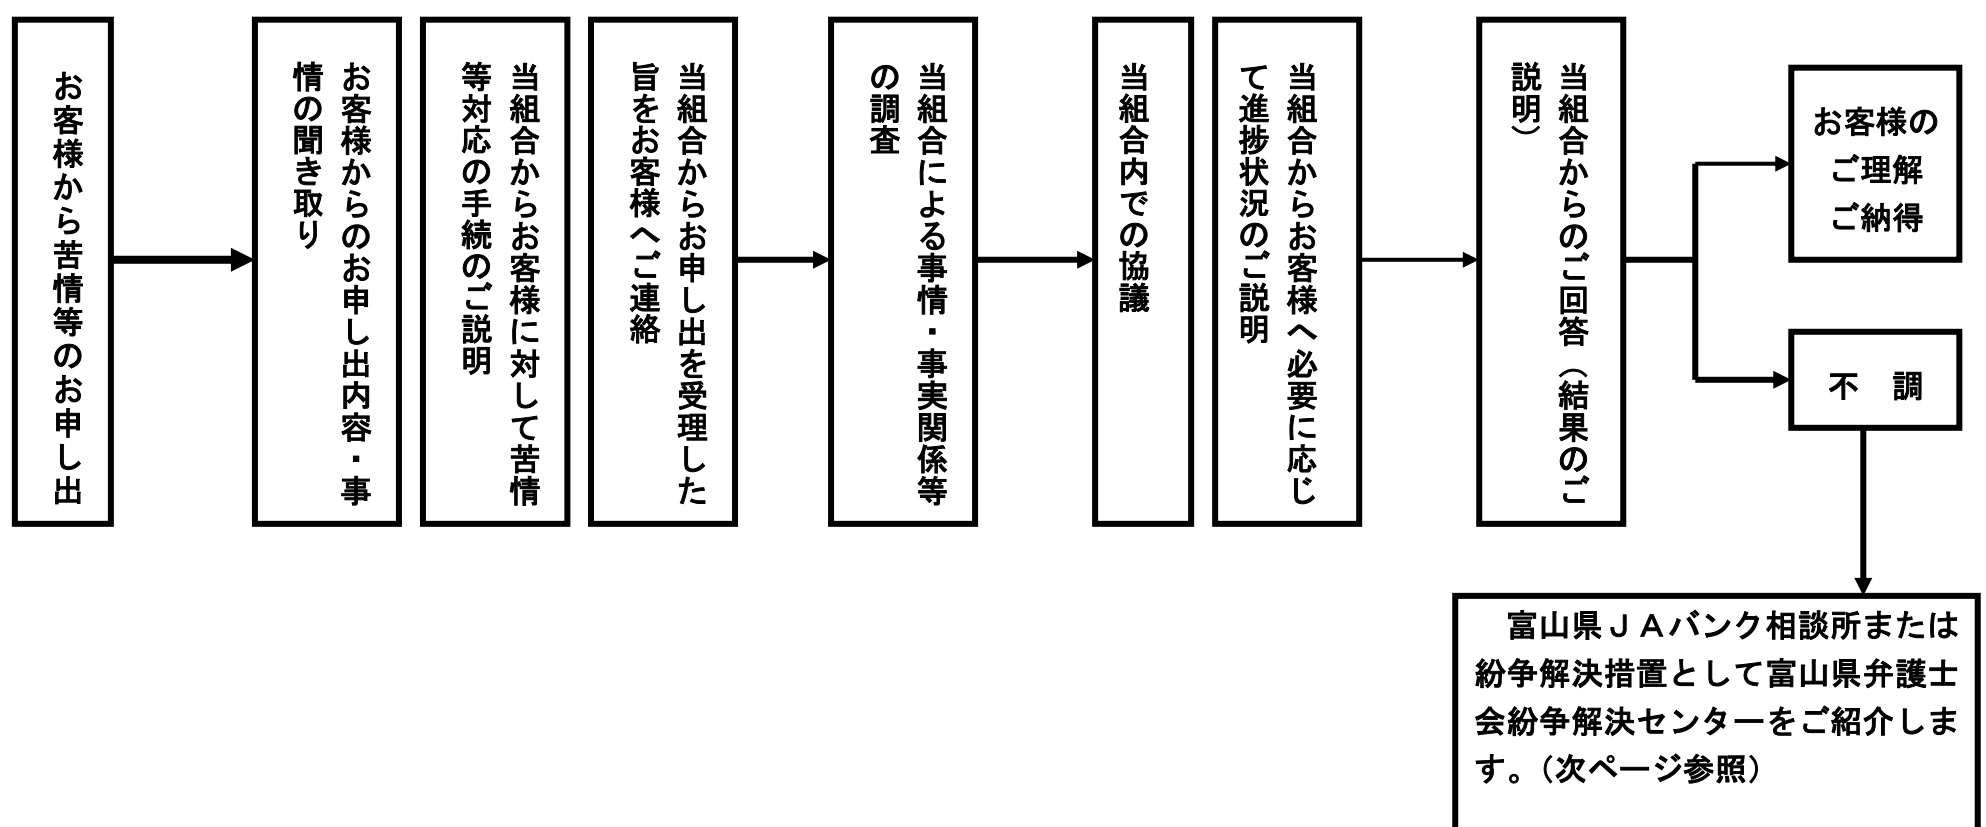 お客様から苦情等のお申し出
お客様からのお申し出内容・事
情の聞き取り
当組合からお客様に対して苦情
等対応の手続のご説明
当組合からお申し出を受理した
旨をお客様へご連絡
当組合による事情・事実関係等
の調査
当組合内での協議
当組合からお客様へ必要に応じ
て進捗状況のご説明
当組合からのご回答（結果のご
説明）
お客様の
ご理解
ご納得
不　調
富山県ＪＡバンク相談所または
紛争解決措置として富山県弁護士
会紛争解決センターをご紹介しま
す。（次ページ参照）